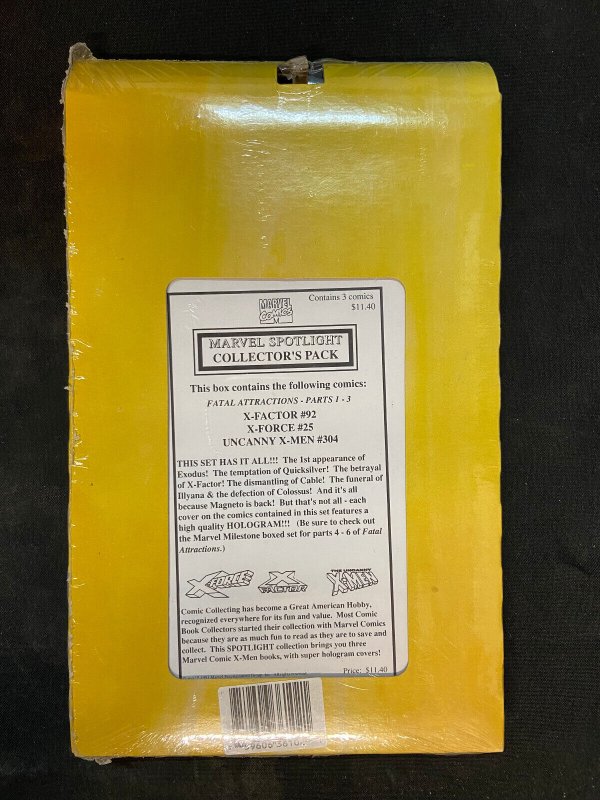 MARVEL
COMICS
M
Contains 3 comics
$11.40
MARVEL SPOTLIGHT
COLLECTOR'S PACK
This box contains the following comics:
FATAL ATTRACTIONS - PARTS 1 - 3
X-FACTOR #92
X-FORCE #25
UNCANNY X-MEN #304
THIS SET HAS IT ALL!!! The 1st appearance of
Exodus! The temptation of Quicksilver! The betrayal
of X-Factor! The dismantling of Cable! The funeral of
Illyana & the defection of Colossus! And it's all
because Magneto is back! But that's not all - each
cover on the comics contained in this set features a
high quality HOLOGRAM!!! (Be sure to check out
the Marvel Milestone boxed set for parts 4 - 6 of Fatal
Attractions.)
X-FORCE
X FACTOR
THE UNCANNY
X-MEN
Comic Collecting has become a Great American Hobby,
recognized everywhere for its fun and value. Most Comic
Book Collectors started their collection with Marvel Comics
because they are as much fun to read as they are to save and
collect. This SPOTLIGHT collection brings you three
Marvel Comic X-Men books, with super hologram covers!
Price: $11.40